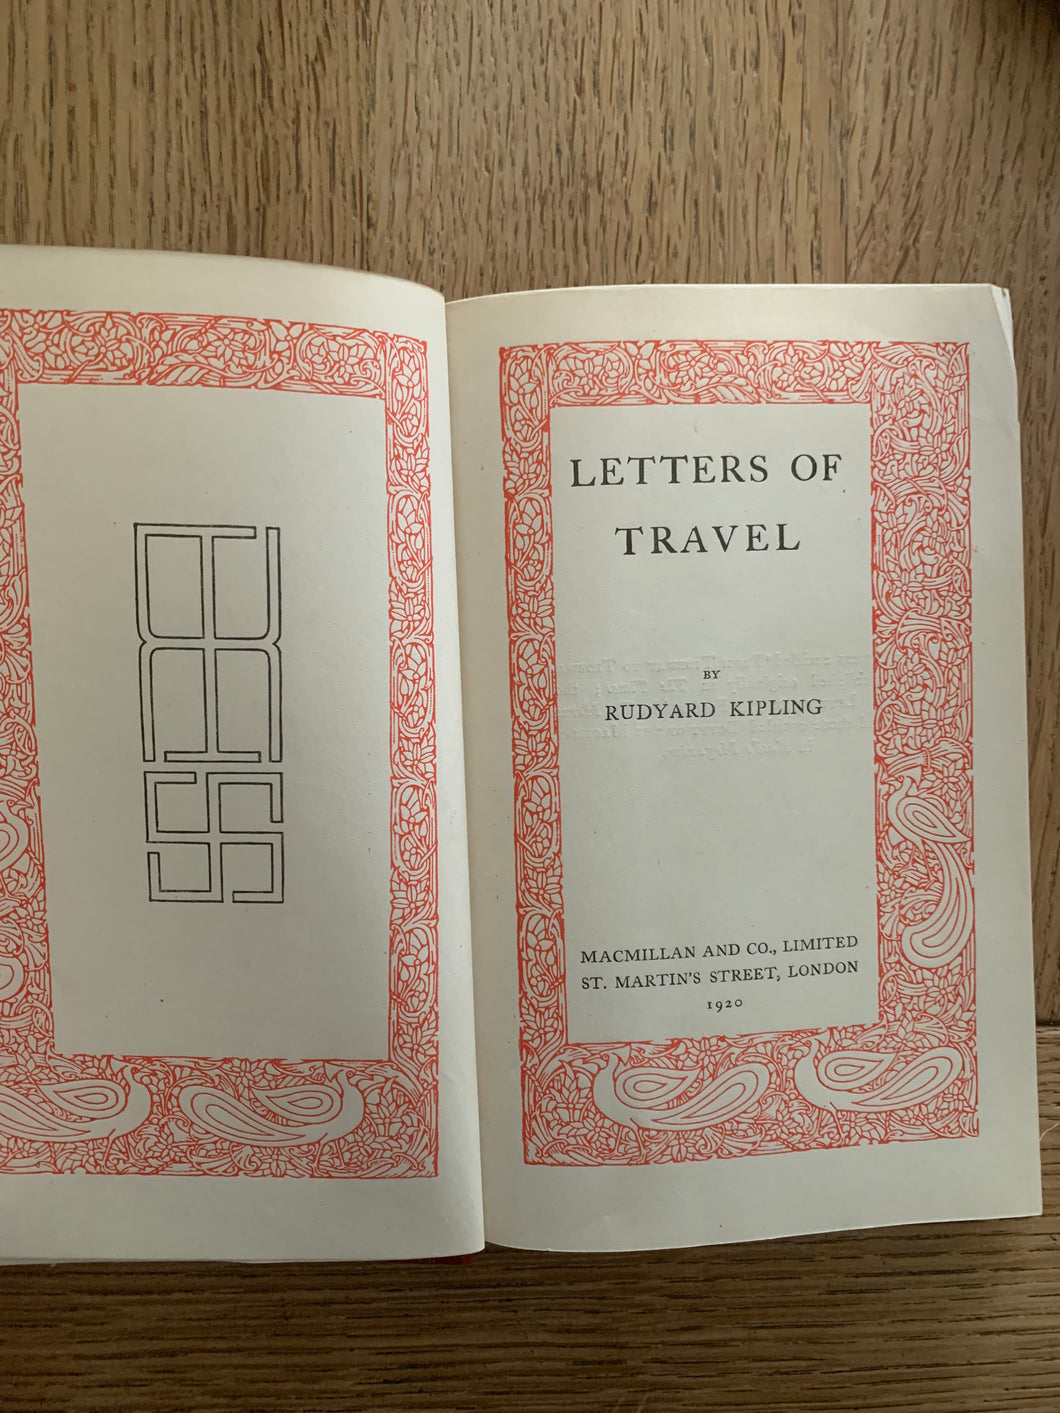 LETTERS OF
TRAVEL
BY
RUDYARD KIPLING
MACMILLAN AND CO., LIMITED
ST. MARTIN'S STREET, LONDON
1920